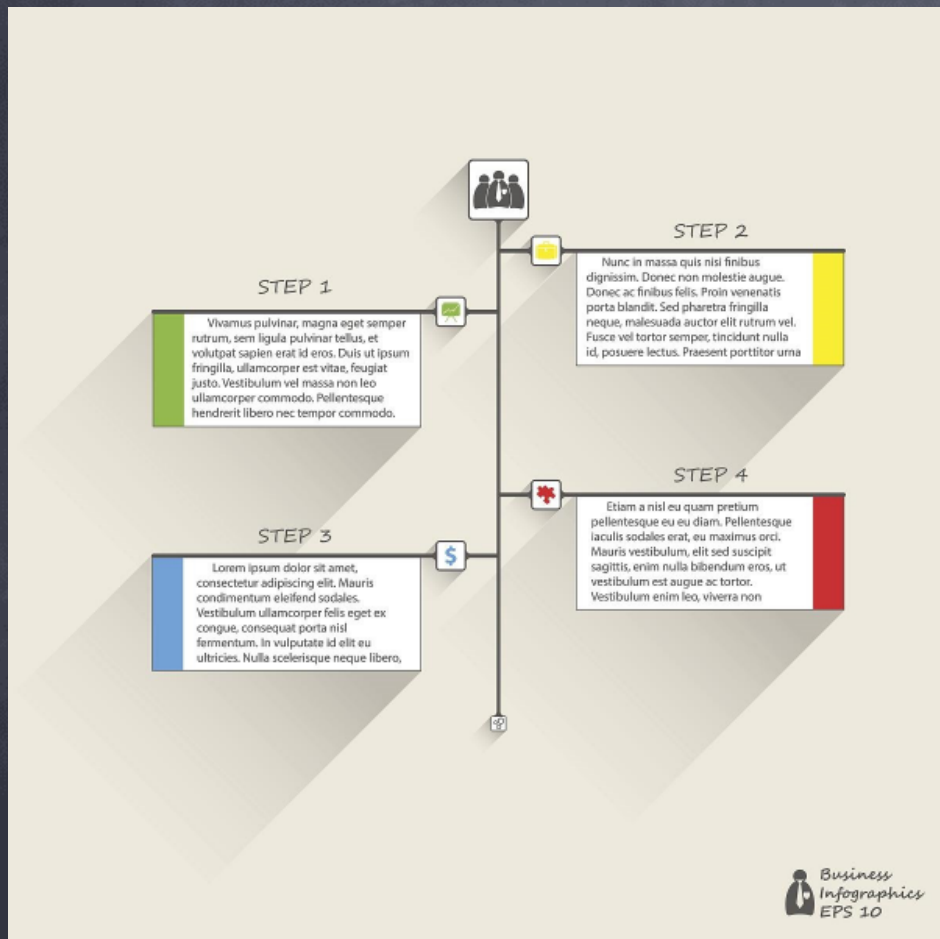 STEP 1
Vivamus pulvinar, magna eget semper
rutrum, sem ligula pulvinar tellus, et
volutpat sapien erat id eros. Duis ut ipsum
fringilla, ullamcorper est vitae, feugiat
justo. Vestibulum vel massa non leo
ullamcorper commodo. Pellentesque
hendrerit libero nec tempor commodo.
STEP 2
Nunc in massa quis nisi finibus
dignissim. Donec non molestie augue.
Donec ac finibus felis. Proin venenatis
porta blandit. Sed pharetra fringilla
neque, malesuada auctor elit rutrum vel.
Fusce vel tortor semper, tincidunt nulla
id, posuere lectus. Praesent porttitor urna
STEP 3
Lorem ipsum dolor sit amet,
consectetur adipiscing elit. Mauris
condimentum eleifend sodales.
Vestibulum ullamcorper felis eget ex
congue, consequat porta nisl
fermentum. In vulputate id elit eu
ultricies. Nulla scelerisque neque libero,
STEP 4
Etiam a nisl eu quam pretium
pellentesque eu eu diam. Pellentesque
iaculis sodales erat, eu maximus orci.
Mauris vestibulum, elit sed suscipit
sagittis, enim nulla bibendum eros, ut
vestibulum est augue ac tortor.
Vestibulum enim leo, viverra non
$
Business
Infographics
EPS 10